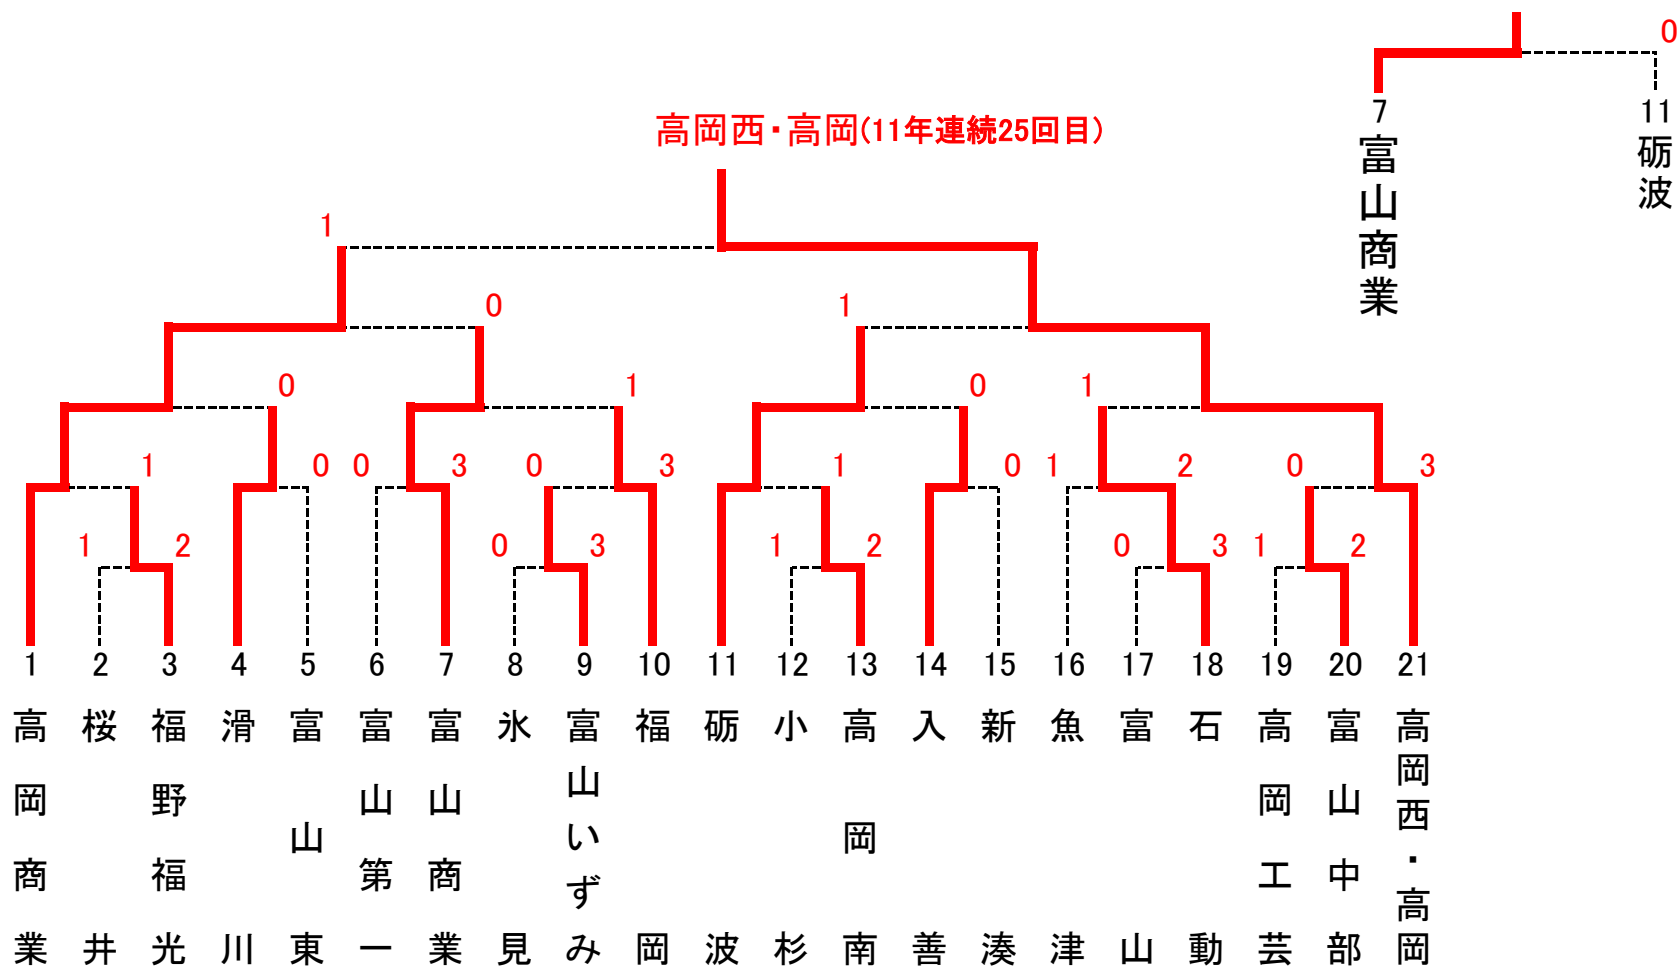 0
7
富山商業
11
砺波
高岡西・高岡(11年連続25回目)
1
0
1
0
1
0
1
1
0
0
3
0
3
1
0
1
2
0
3
1
2
0
3
1
2
0
3
1
2
1
2
3
4
5
6
7
8
9
10
11
12
13
14
15
16
17
18
19
20
21
高岡商業
桜井
福野福光
滑川
富山東
富山第一
富山商業
氷見
富山いずみ
福岡
砺波
小杉
高岡南
入善
新湊
魚津
富山
石動
高岡工芸
富山中部
高岡西・高岡